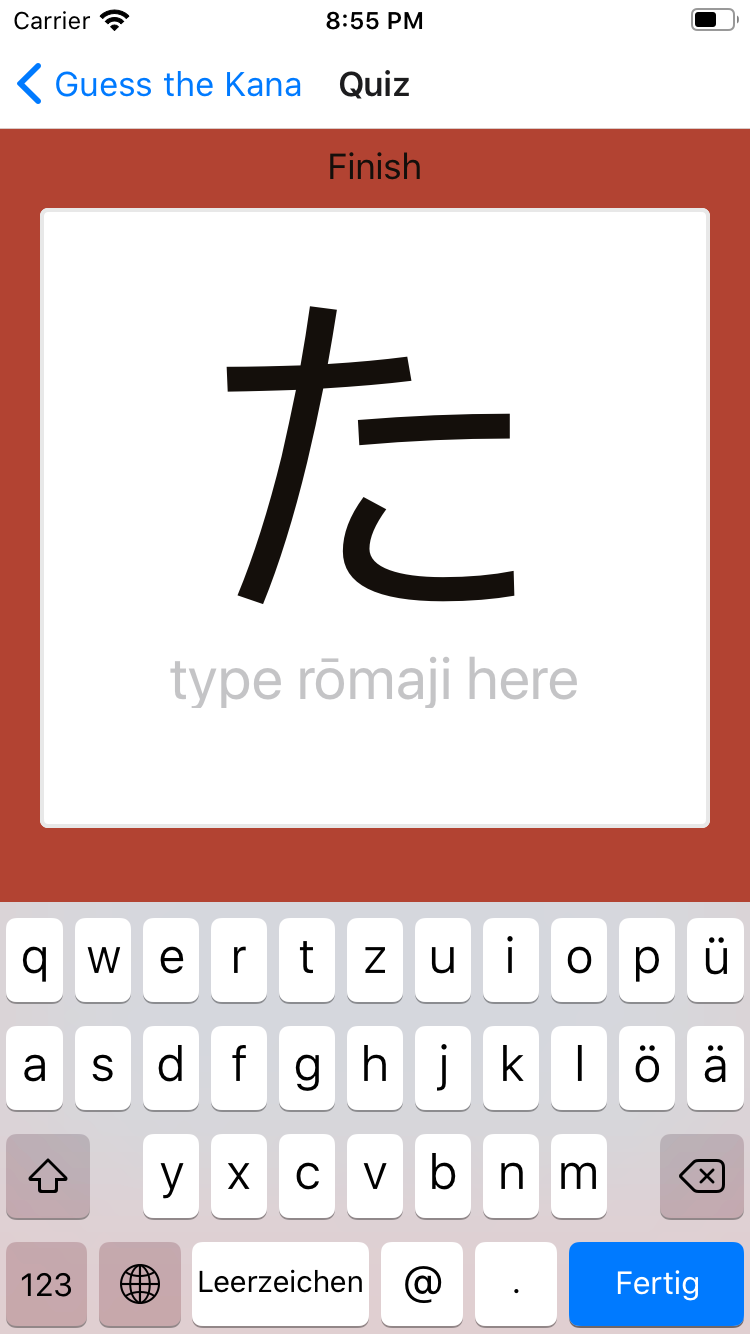 Carrier 8:55 PM
Guess the Kana Quiz
Finish
た
type rōmaji here
q w e r t z u i o p ü
a s d f g h j k l ö ä
y x c v b n m
123 Leerzeichen @ . Fertig